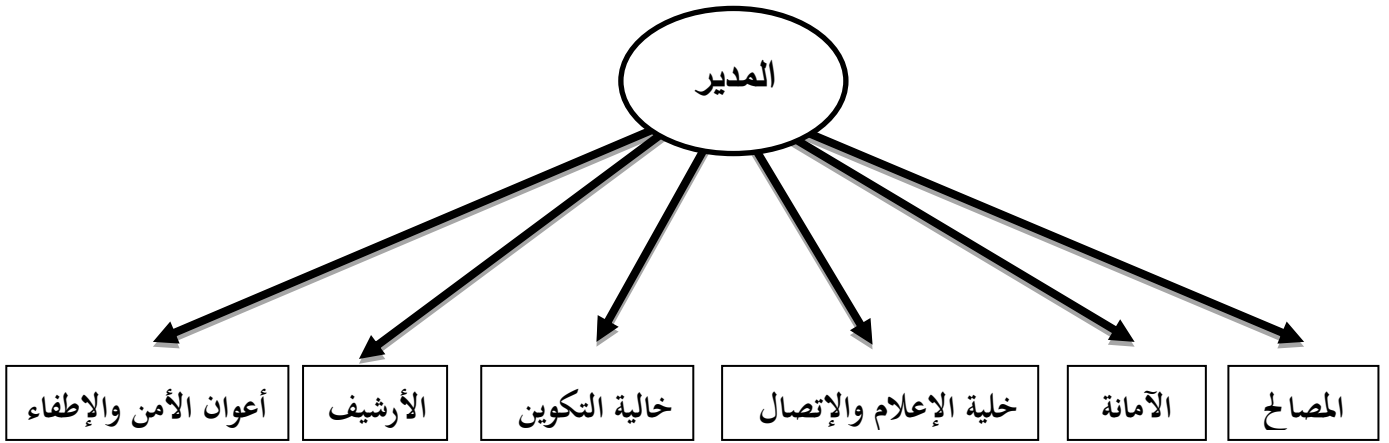 المدير
المصالح
الآمانة
خلية الإعلام والإتصال
خالية التكوين
الأرشيف
أعوان الأمن والإطفاء